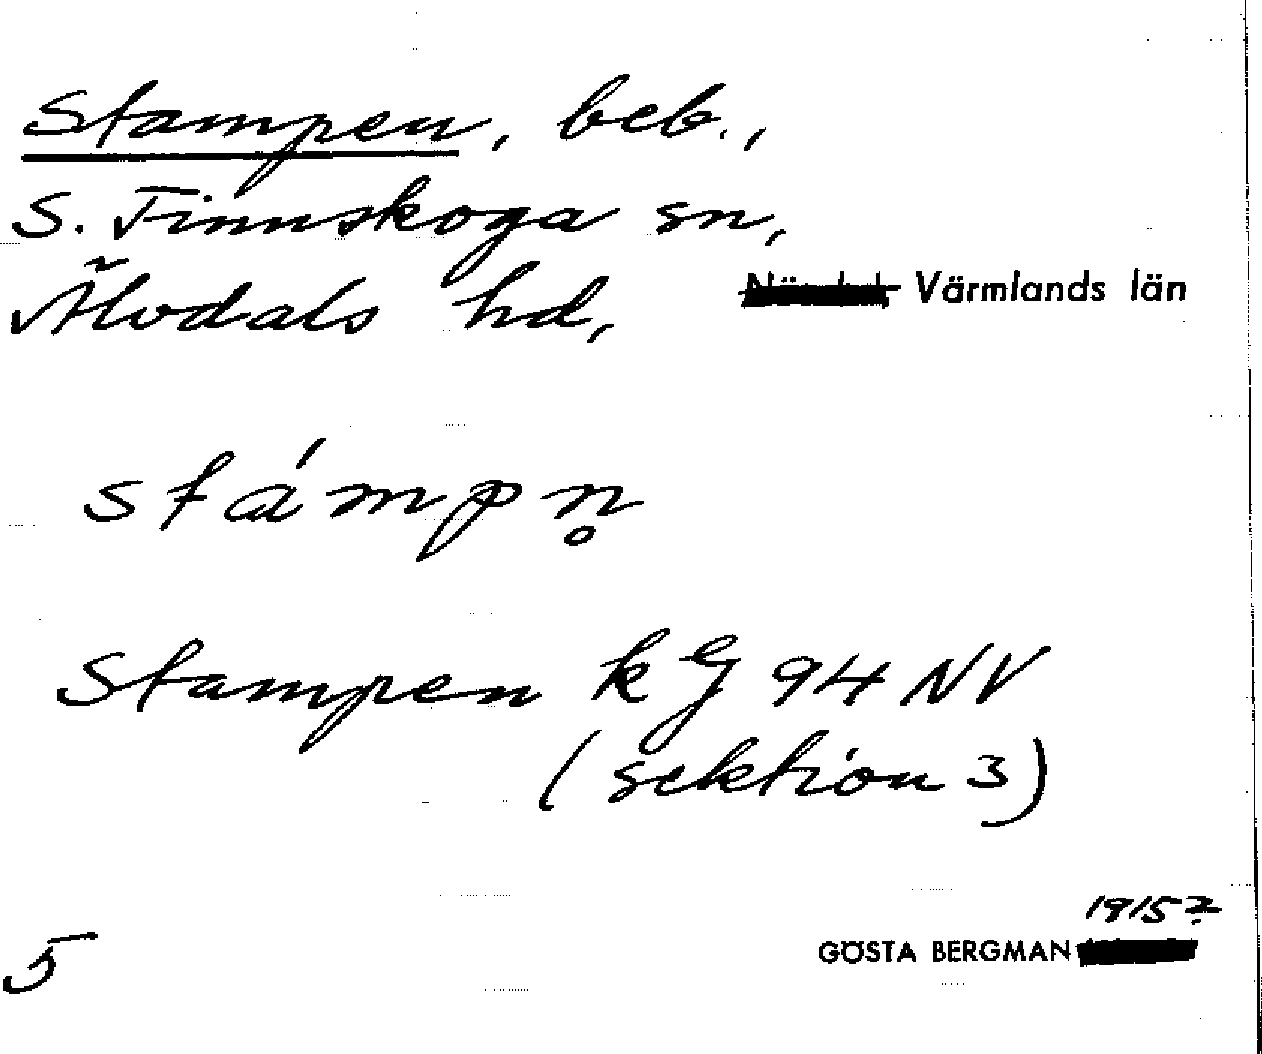 Stampen, beb.,
S. Finnskoga sn,
Älvdals hd, Värmlands län
stámpn̥
Stampen kg 94 NV
(sektion 3)
1915?
5 GÖSTA BERGMAN